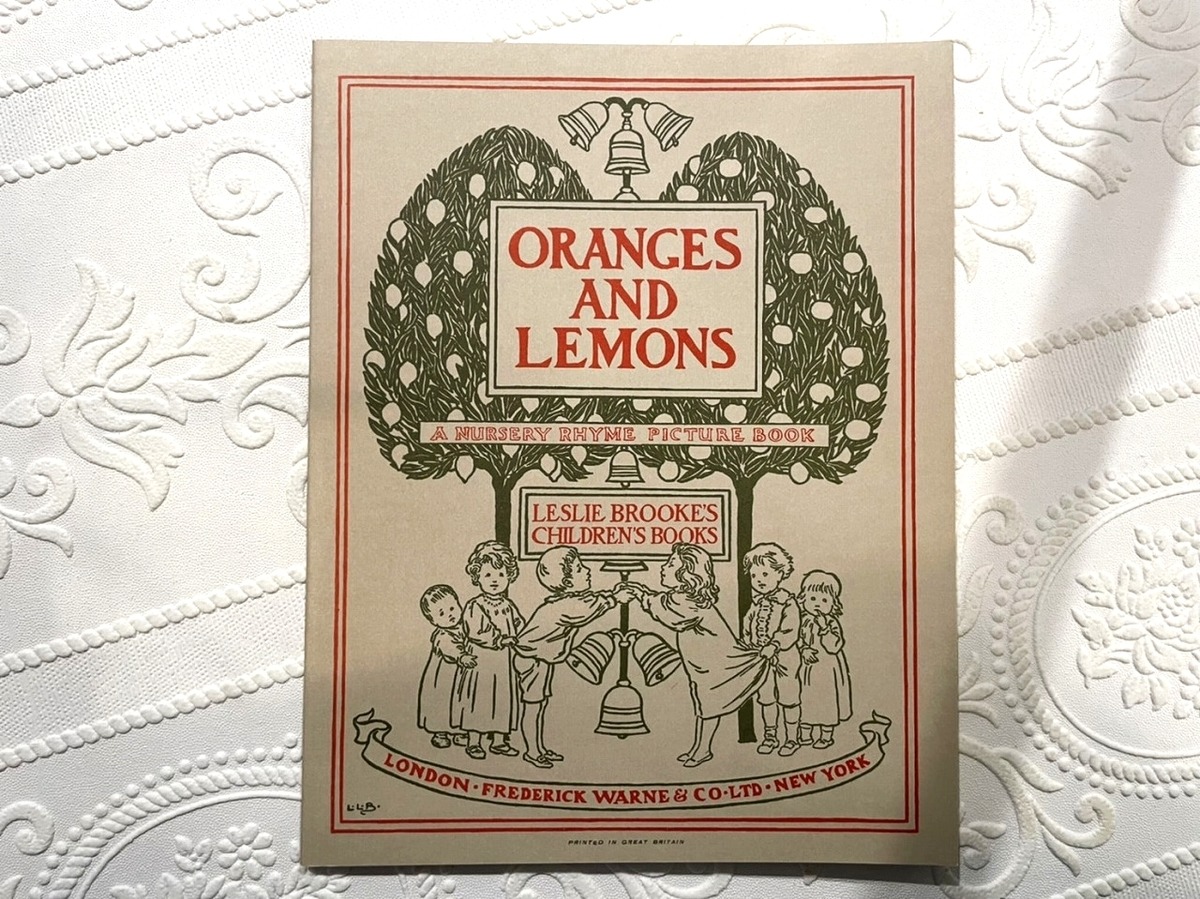 ORANGES
AND
LEMONS
A NURSERY RHYME PICTURE BOOK
LESLIE BROOKE'S
CHILDREN'S BOOKS
LONDON · FREDERICK WARNE & CO · LTD · NEW YORK
L.L.B.
PRINTED IN GREAT BRITAIN